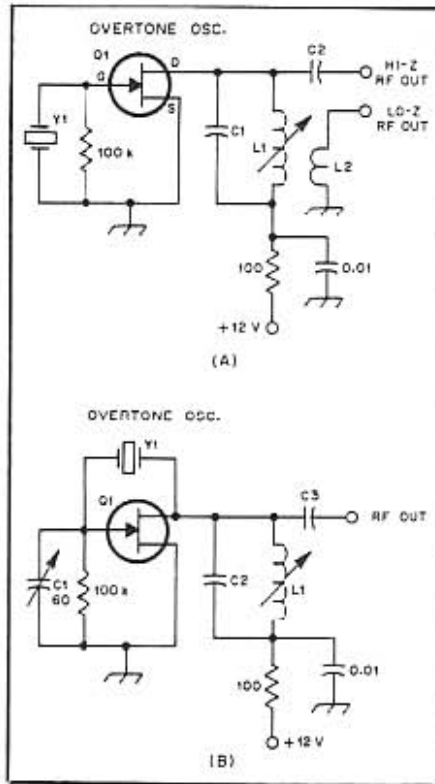 OVERTONE OSC.
Q1
D
C2
HI-Z
RF OUT
G
S
LO-Z
RF OUT
Y1
100 k
C1
L1
L2
100
0.01
+12 V
(A)
OVERTONE OSC.
Y1
Q1
C3
RF OUT
C1
60
100 k
C2
L1
100
0.01
+12 V
(B)